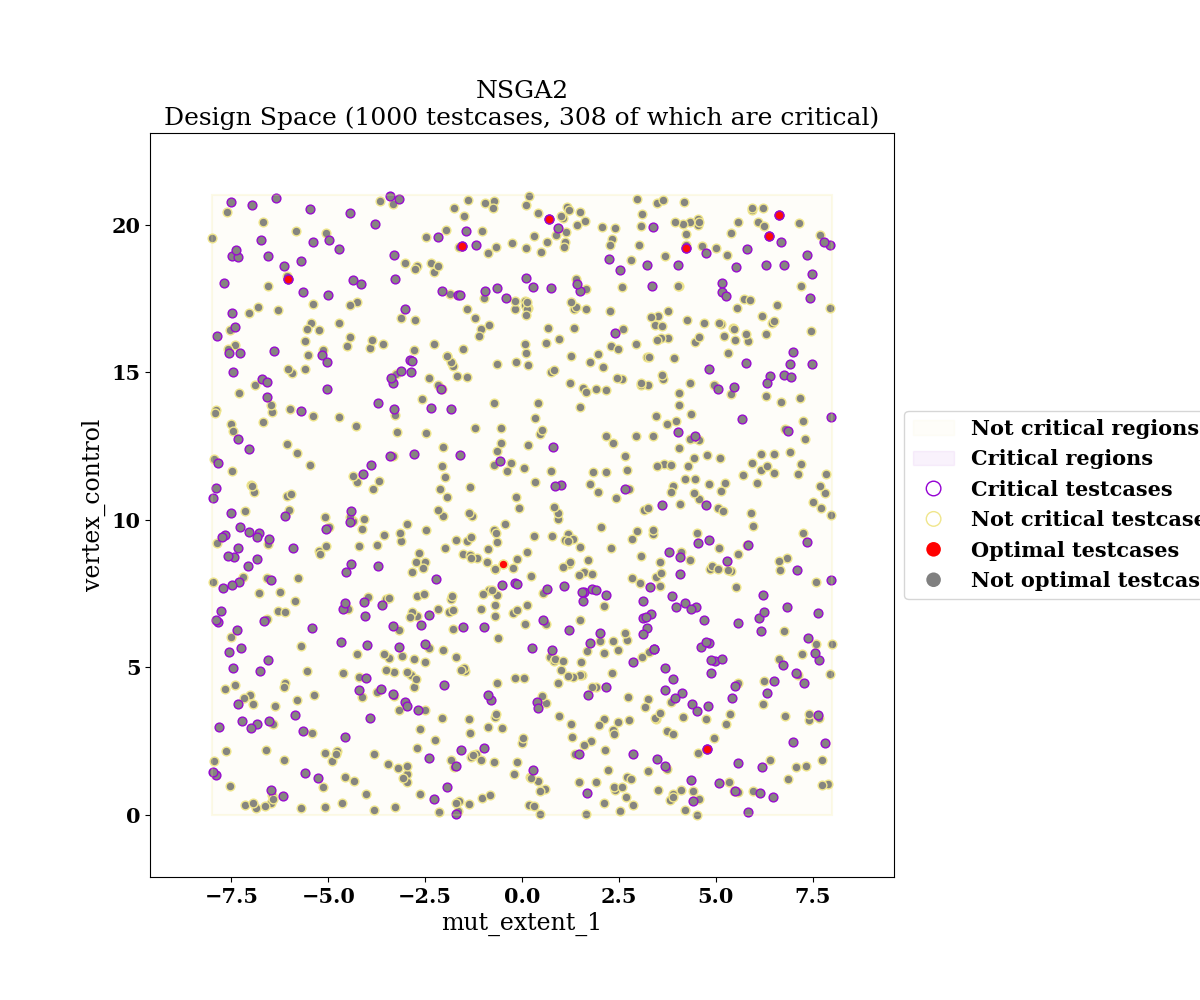 NSGA2
Design Space (1000 testcases, 308 of which are critical)
vertex_control
20
15
10
5
0
−7.5 −5.0 −2.5 0.0 2.5 5.0 7.5
mut_extent_1
Not critical regions
Critical regions
Critical testcases
Not critical testcase
Optimal testcases
Not optimal testcas